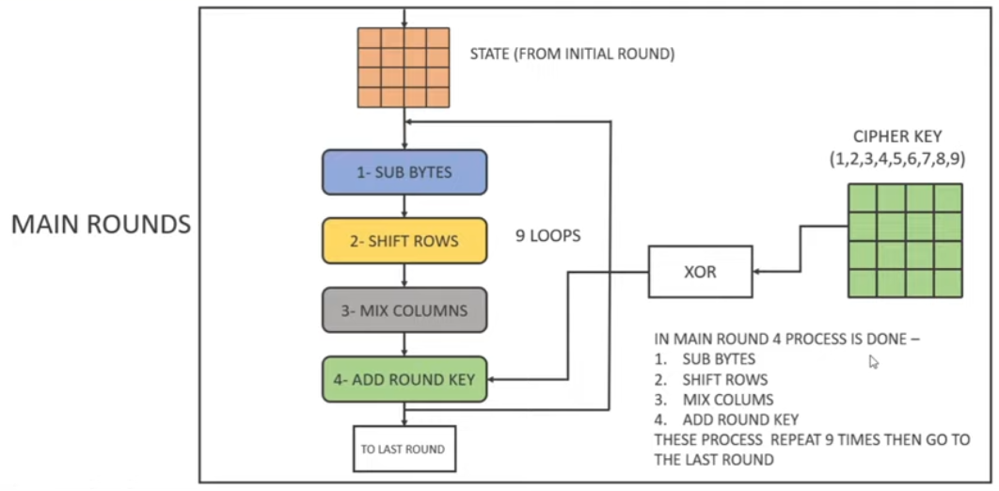 STATE (FROM INITIAL ROUND)
CIPHER KEY
(1,2,3,4,5,6,7,8,9)
1- SUB BYTES
MAIN ROUNDS
2- SHIFT ROWS
9 LOOPS
XOR
3- MIX COLUMNS
4- ADD ROUND KEY
TO LAST ROUND
IN MAIN ROUND 4 PROCESS IS DONE –
1. SUB BYTES
2. SHIFT ROWS
3. MIX COLUMS
4. ADD ROUND KEY
THESE PROCESS REPEAT 9 TIMES THEN GO TO
THE LAST ROUND